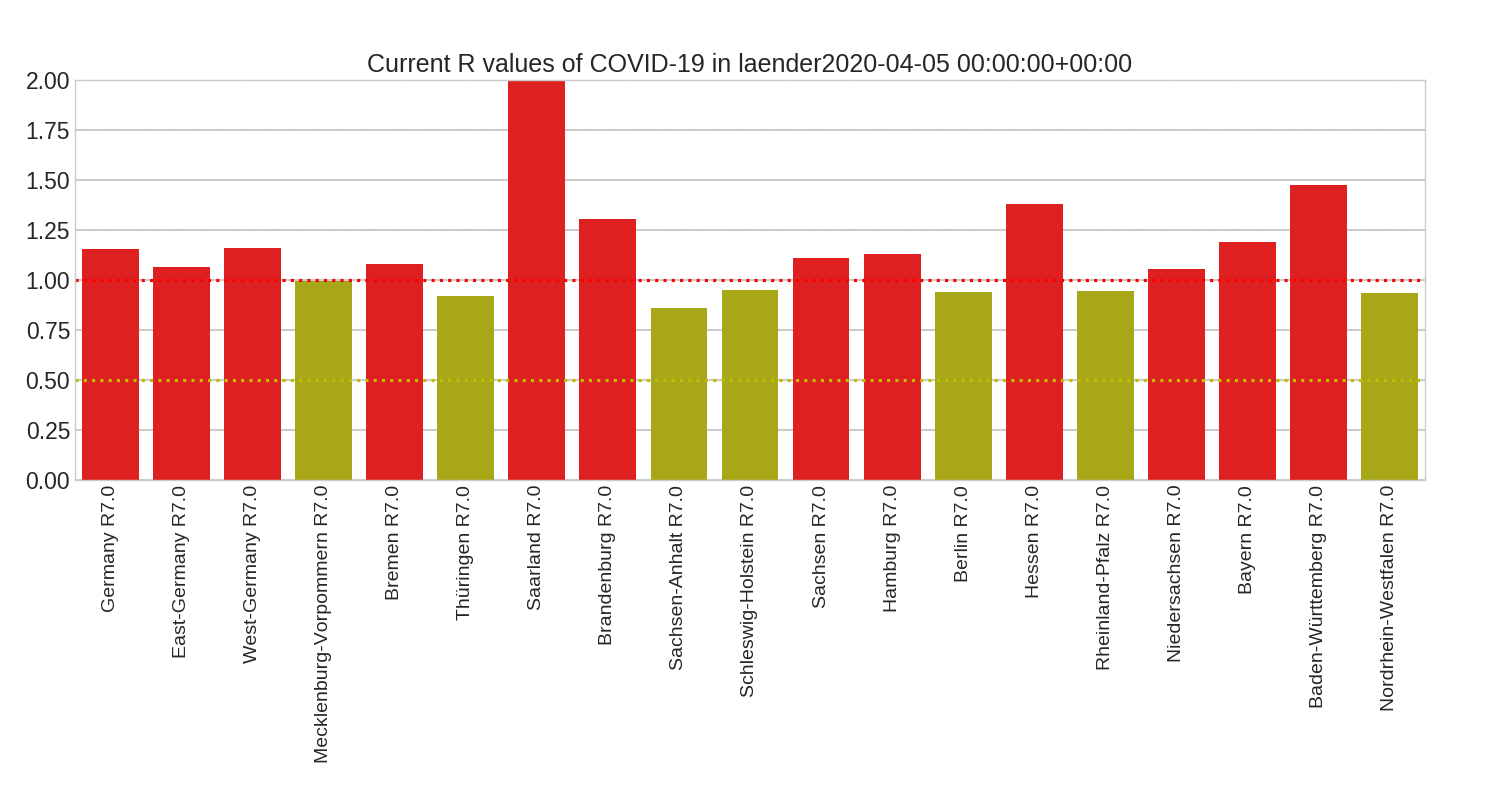 Current R values of COVID-19 in laender2020-04-05 00:00:00+00:00
2.00
1.75
1.50
1.25
1.00
0.75
0.50
0.25
0.00
Germany R7.0
East-Germany R7.0
West-Germany R7.0
Mecklenburg-Vorpommern R7.0
Bremen R7.0
Thüringen R7.0
Saarland R7.0
Brandenburg R7.0
Sachsen-Anhalt R7.0
Schleswig-Holstein R7.0
Sachsen R7.0
Hamburg R7.0
Berlin R7.0
Hessen R7.0
Rheinland-Pfalz R7.0
Niedersachsen R7.0
Bayern R7.0
Baden-Württemberg R7.0
Nordrhein-Westfalen R7.0